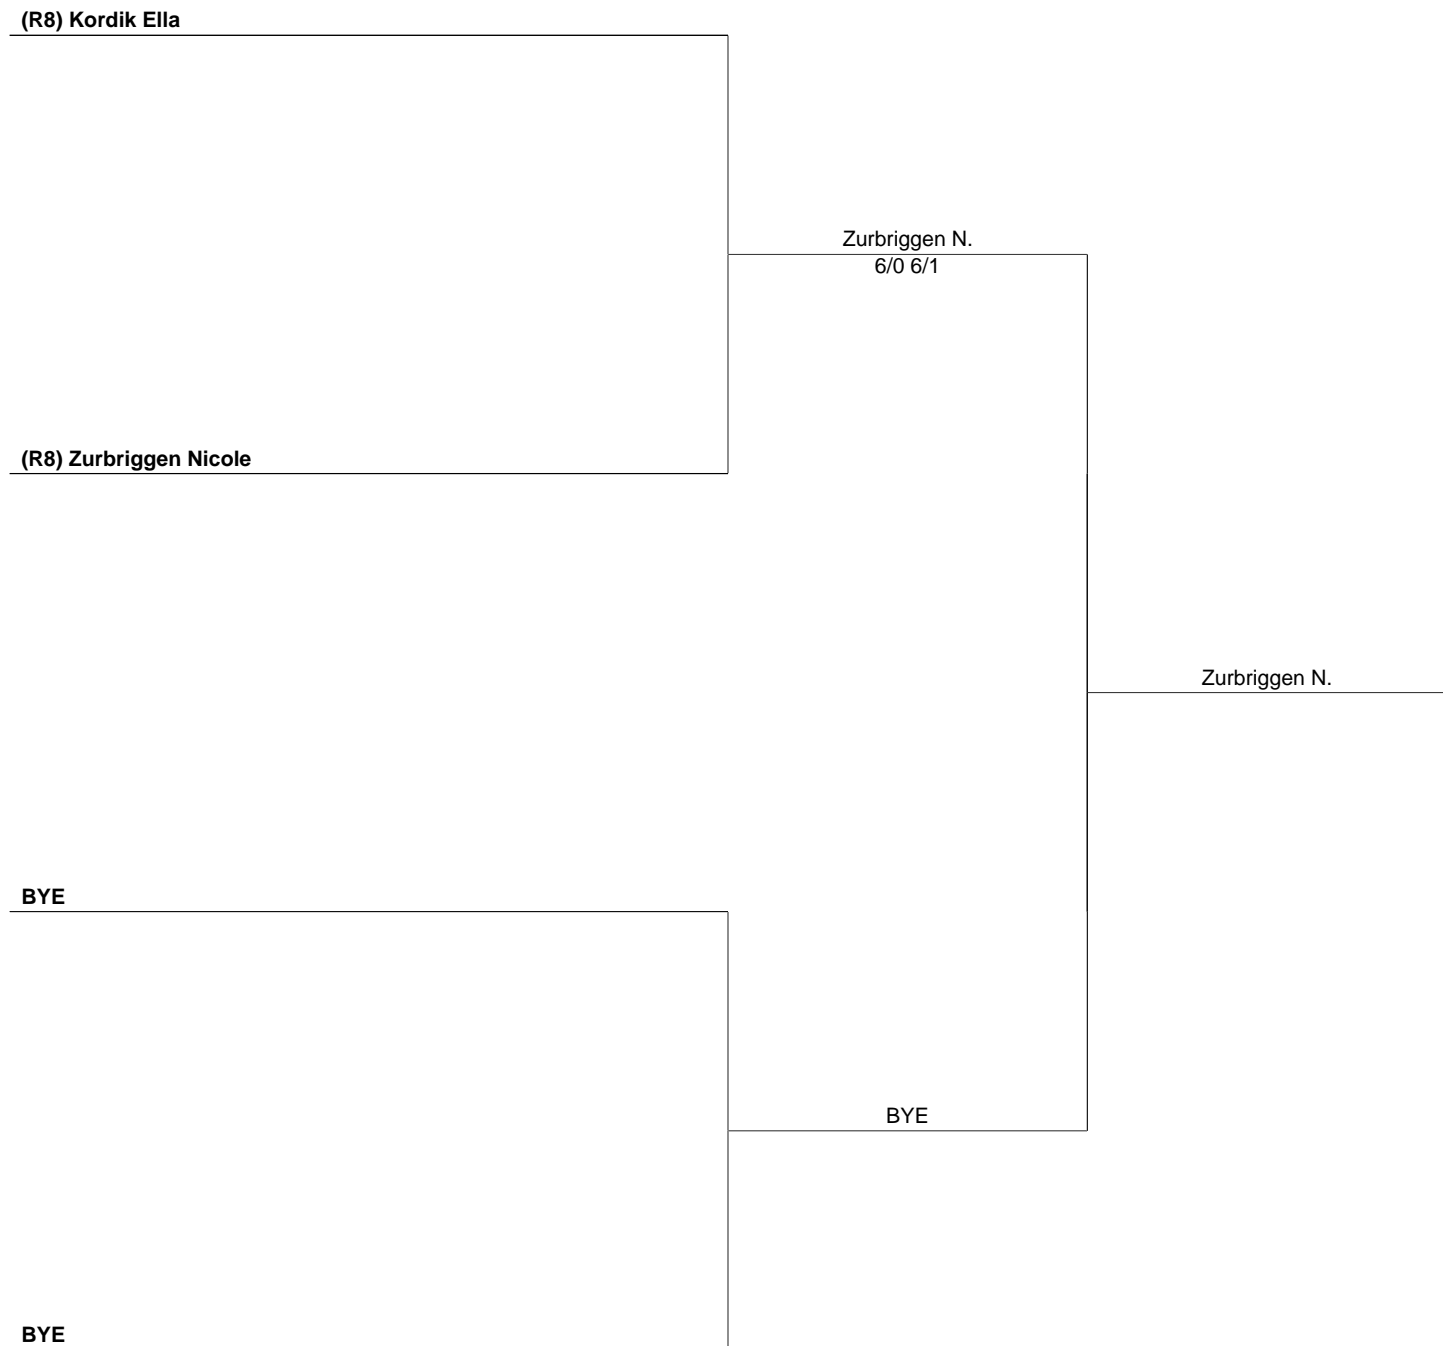 (R8) Kordik Ella
Zurbriggen N.
6/0 6/1
(R8) Zurbriggen Nicole
Zurbriggen N.
BYE
BYE
BYE